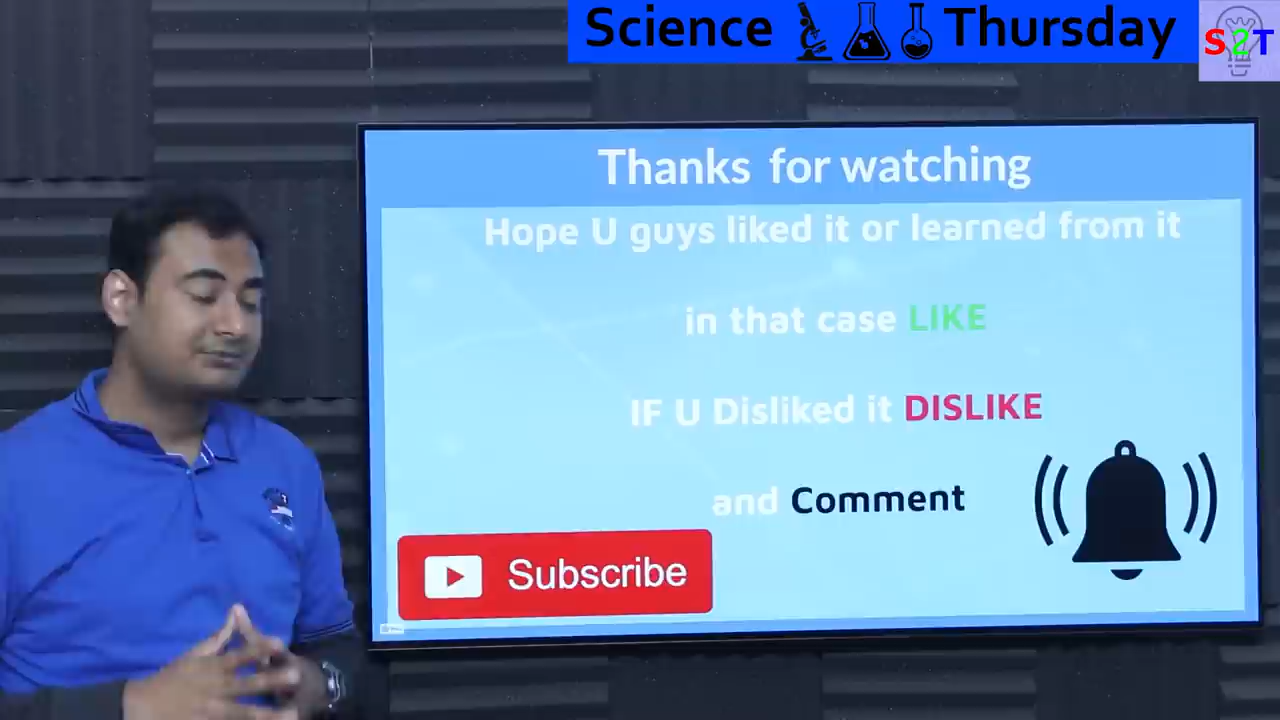 Science Thursday
S2T
Thanks for watching
Hope U guys liked it or learned from it
in that case LIKE
IF U Disliked it DISLIKE
and Comment
Subscribe